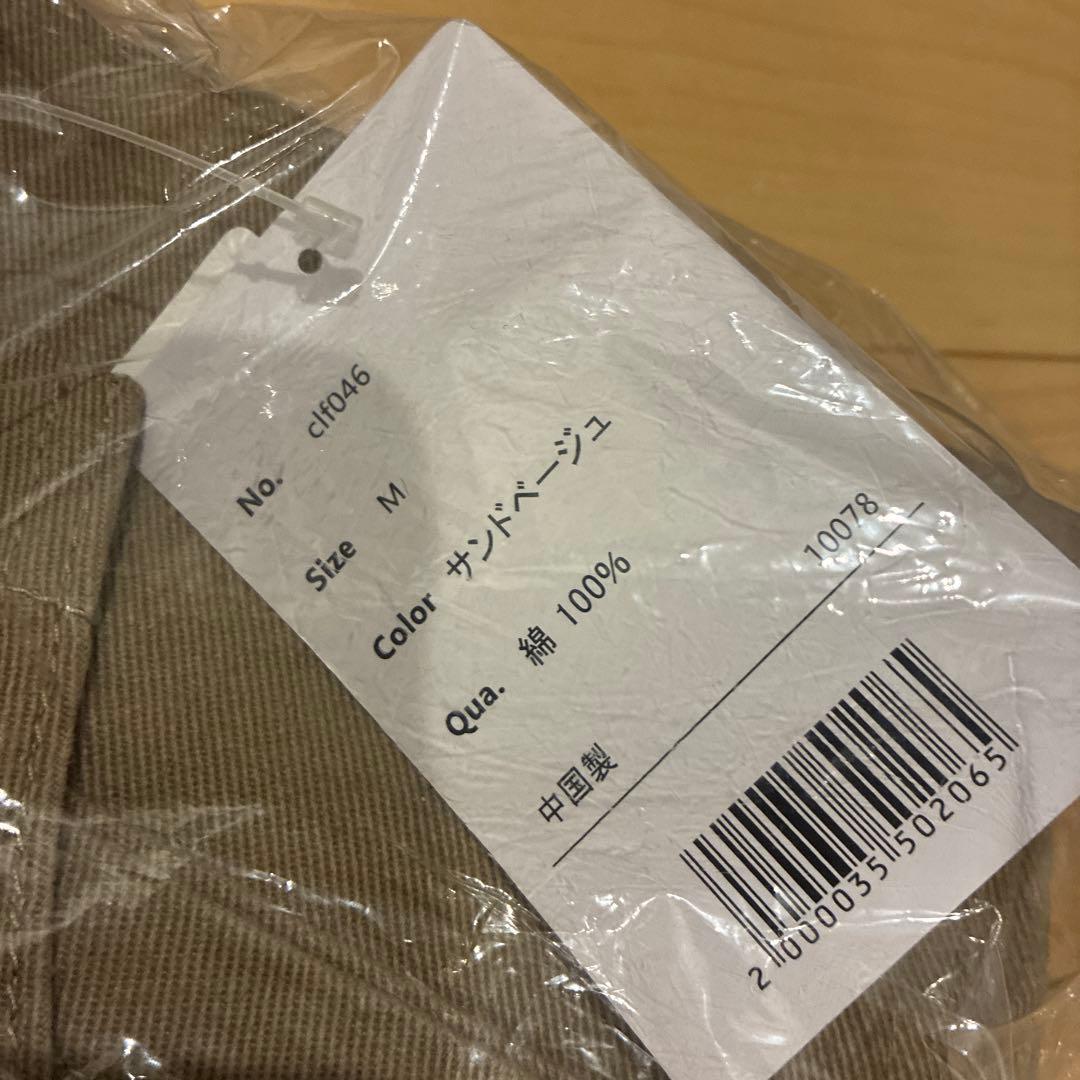 No. clf046
Size M
Color サンドベージュ
Qua. 綿 100%
中国製 10078
2000035502065